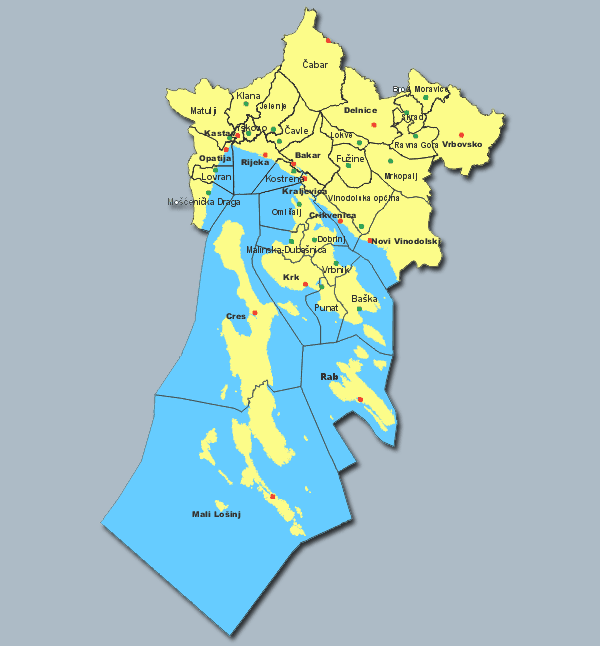 Čabar
Brod Moravice
Klana
Matulji
Jelenje
Delnice
Skrad
Kastav
Viškovo
Čavle
Lokve
Ravna Gora
Vrbovsko
Opatija
Rijeka
Bakar
Fužine
Mrkopalj
Lovran
Kostrena
Kraljevica
Mošćenička Draga
Vinodolska općina
Omišalj
Crikvenica
Dobrinj
Novi Vinodolski
Malinska-Dubašnica
Vrbnik
Krk
Baška
Punat
Cres
Rab
Mali Lošinj